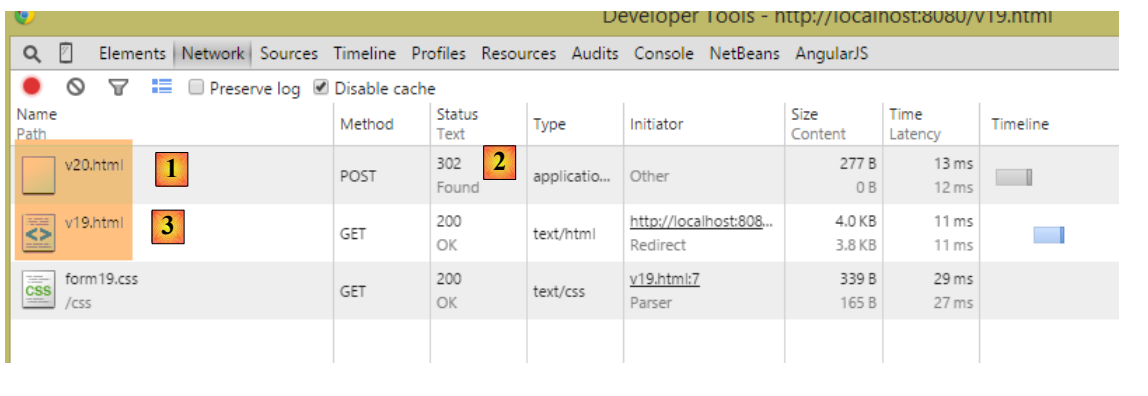 Developer Tools - http://localhost:8080/v19.html
Elements Network Sources Timeline Profiles Resources Audits Console NetBeans AngularJS
Preserve log Disable cache
Name Path Method Status Text Type Initiator Size Content Time Latency Timeline
v20.html 1 POST 302 Found 2 applicatio... Other 277 B 0 B 13 ms 12 ms
v19.html 3 GET 200 OK text/html http://localhost:808... Redirect 4.0 KB 3.8 KB 11 ms 11 ms
CSS form19.css /css GET 200 OK text/css v19.html:7 Parser 339 B 165 B 29 ms 27 ms